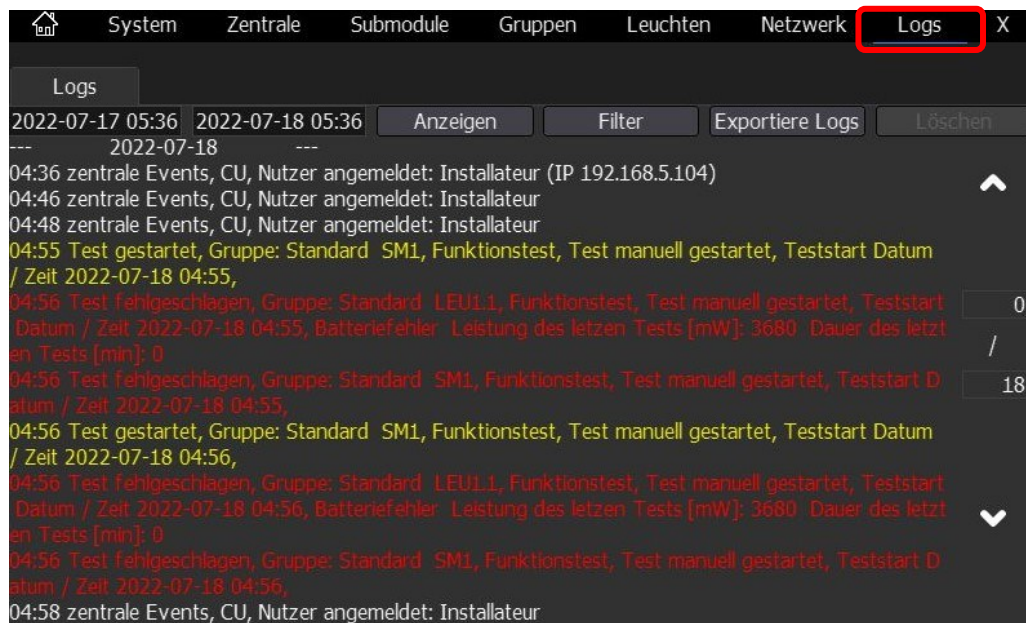 System Zentrale Submodule Gruppen Leuchten Netzwerk Logs X
Logs
2022-07-17 05:36 2022-07-18 05:36 Anzeigen Filter Exportiere Logs Löschen
--- 2022-07-18 ---
04:36 zentrale Events, CU, Nutzer angemeldet: Installateur (IP 192.168.5.104)
04:46 zentrale Events, CU, Nutzer angemeldet: Installateur
04:48 zentrale Events, CU, Nutzer angemeldet: Installateur
04:55 Test gestartet, Gruppe: Standard SM1, Funktionstest, Test manuell gestartet, Teststart Datum
/ Zeit 2022-07-18 04:55,
04:56 Test fehlgeschlagen, Gruppe: Standard LEU1.1, Funktionstest, Test manuell gestartet, Teststart
Datum / Zeit 2022-07-18 04:55, Batteriefehler Leistung des letzen Tests [mW]: 3680 Dauer des letzt
en Tests [min]: 0
04:56 Test fehlgeschlagen, Gruppe: Standard SM1, Funktionstest, Test manuell gestartet, Teststart D
atum / Zeit 2022-07-18 04:55,
04:56 Test gestartet, Gruppe: Standard SM1, Funktionstest, Test manuell gestartet, Teststart Datum
/ Zeit 2022-07-18 04:56,
04:56 Test fehlgeschlagen, Gruppe: Standard LEU1.1, Funktionstest, Test manuell gestartet, Teststart
Datum / Zeit 2022-07-18 04:56, Batteriefehler Leistung des letzen Tests [mW]: 3680 Dauer des letzt
en Tests [min]: 0
04:56 Test fehlgeschlagen, Gruppe: Standard SM1, Funktionstest, Test manuell gestartet, Teststart D
atum / Zeit 2022-07-18 04:56,
04:58 zentrale Events, CU, Nutzer angemeldet: Installateur
0
/
18